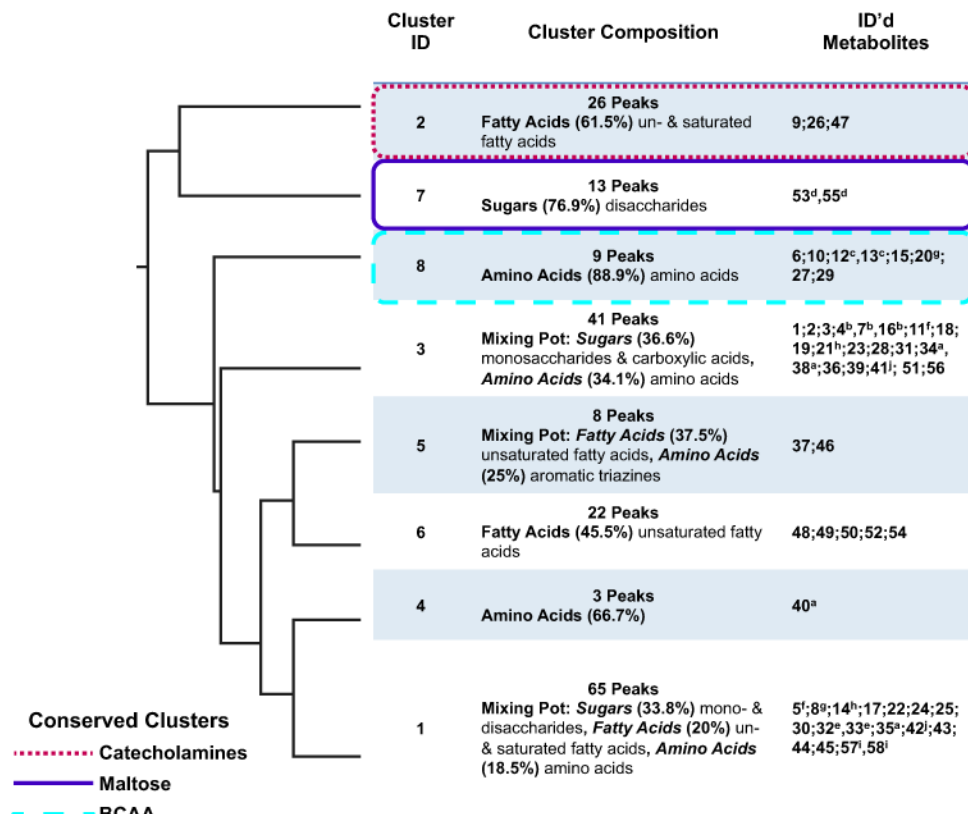 Cluster ID
Cluster Composition
ID’d Metabolites
2
26 Peaks
Fatty Acids (61.5%) un- & saturated
fatty acids
9;26;47
7
13 Peaks
Sugars (76.9%) disaccharides
53ᵈ,55ᵈ
8
9 Peaks
Amino Acids (88.9%) amino acids
6;10;12ᶜ,13ᶜ;15;20ᵍ;
27;29
3
41 Peaks
Mixing Pot: Sugars (36.6%)
monosaccharides & carboxylic acids,
Amino Acids (34.1%) amino acids
1;2;3;4ᵇ,7ᵇ,16ᵇ;11ᶠ;18;
19;21ʰ;23;28;31;34ᵃ,
38ᵃ;36;39;41ʲ; 51;56
5
8 Peaks
Mixing Pot: Fatty Acids (37.5%)
unsaturated fatty acids, Amino Acids
(25%) aromatic triazines
37;46
6
22 Peaks
Fatty Acids (45.5%) unsaturated fatty
acids
48;49;50;52;54
4
3 Peaks
Amino Acids (66.7%)
40ᵃ
1
65 Peaks
Mixing Pot: Sugars (33.8%) mono- &
disaccharides, Fatty Acids (20%) un-
& saturated fatty acids, Amino Acids
(18.5%) amino acids
5ᶠ;8ᵍ;14ʰ;17;22;24;25;
30;32ᵉ,33ᵉ;35ᵃ;42ʲ;43;
44;45;57ⁱ,58ⁱ
Conserved Clusters
Catecholamines
Maltose
BCAA